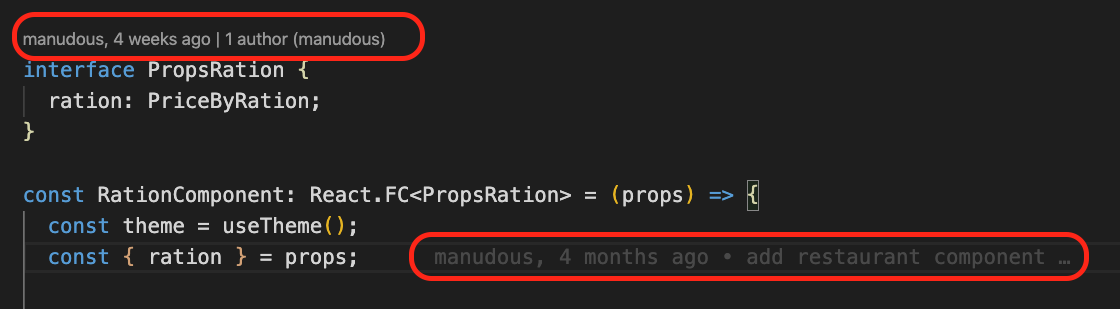 manudous, 4 weeks ago | 1 author (manudous)
interface PropsRation {
  ration: PriceByRation;
}
const RationComponent: React.FC<PropsRation> = (props) => {
  const theme = useTheme();
  const { ration } = props; manudous, 4 months ago • add restaurant component …